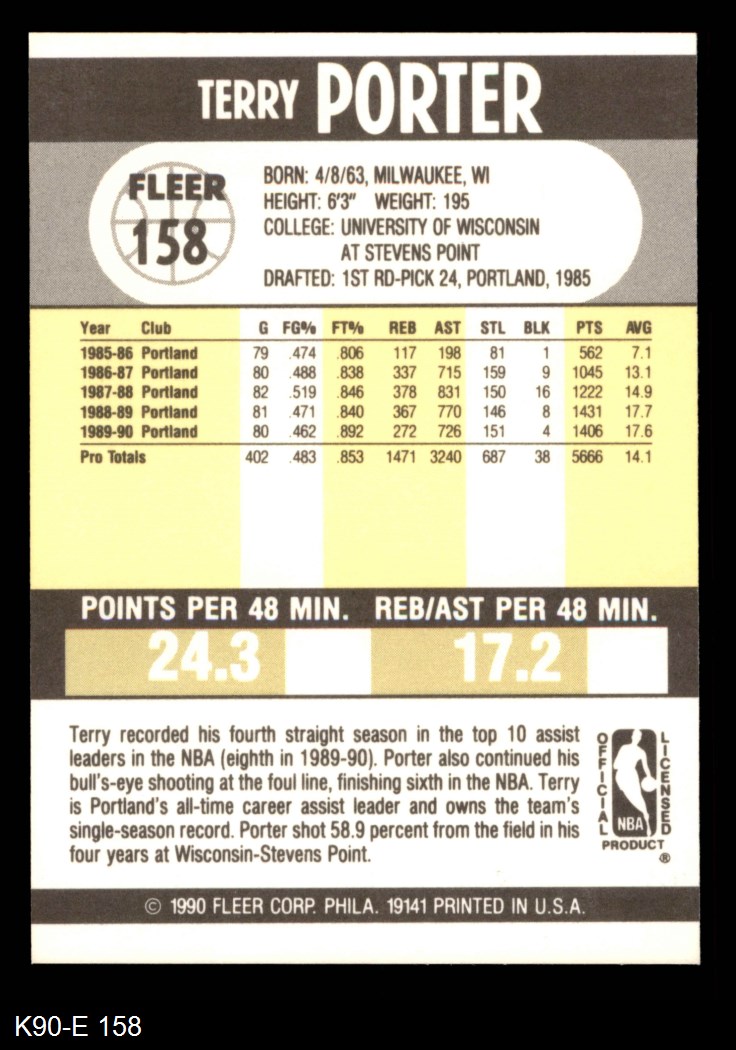 TERRY PORTER
FLEER
158
BORN: 4/8/63, MILWAUKEE, WI
HEIGHT: 6'3" WEIGHT: 195
COLLEGE: UNIVERSITY OF WISCONSIN
AT STEVENS POINT
DRAFTED: 1ST RD-PICK 24, PORTLAND, 1985
Year Club G FG% FT% REB AST STL BLK PTS AVG
1985-86 Portland 79 .474 .806 117 198 81 1 562 7.1
1986-87 Portland 80 .488 .838 337 715 159 9 1045 13.1
1987-88 Portland 82 .519 .846 378 831 150 16 1222 14.9
1988-89 Portland 81 .471 .840 367 770 146 8 1431 17.7
1989-90 Portland 80 .462 .892 272 726 151 4 1406 17.6
Pro Totals 402 .483 .853 1471 3240 687 38 5666 14.1
POINTS PER 48 MIN. REB/AST PER 48 MIN.
24.3 17.2
Terry recorded his fourth straight season in the top 10 assist
leaders in the NBA (eighth in 1989-90). Porter also continued his
bull's-eye shooting at the foul line, finishing sixth in the NBA. Terry
is Portland's all-time career assist leader and owns the team's
single-season record. Porter shot 58.9 percent from the field in his
four years at Wisconsin-Stevens Point.
OFFICIAL
NBA
LICENSED
PRODUCT
®
© 1990 FLEER CORP. PHILA. 19141 PRINTED IN U.S.A.
K90-E 158